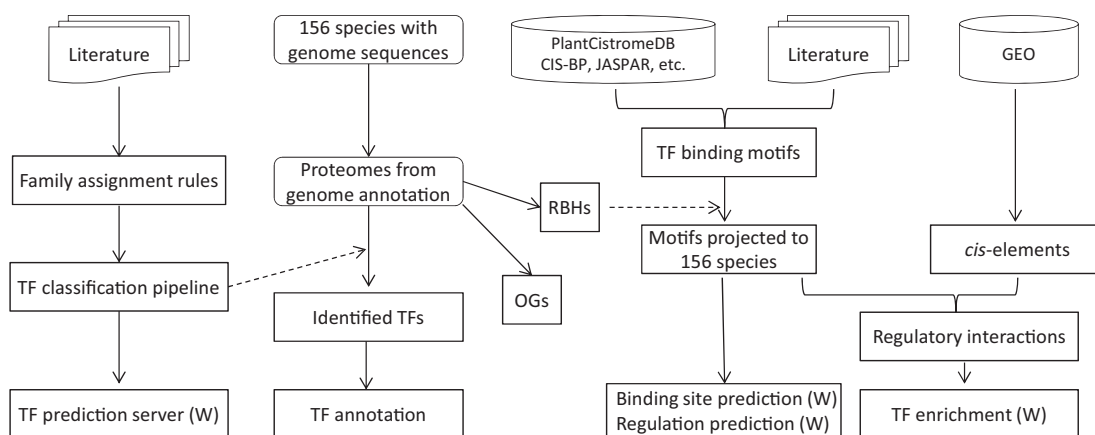 Literature
156 species with
genome sequences
PlantCistromeDB
CIS-BP, JASPAR, etc.
Literature
GEO
TF binding motifs
Family assignment rules
Proteomes from
genome annotation
RBHs
Motifs projected to
156 species
cis-elements
TF classification pipeline
OGs
Identified TFs
Regulatory interactions
TF prediction server (W)
TF annotation
Binding site prediction (W)
Regulation prediction (W)
TF enrichment (W)